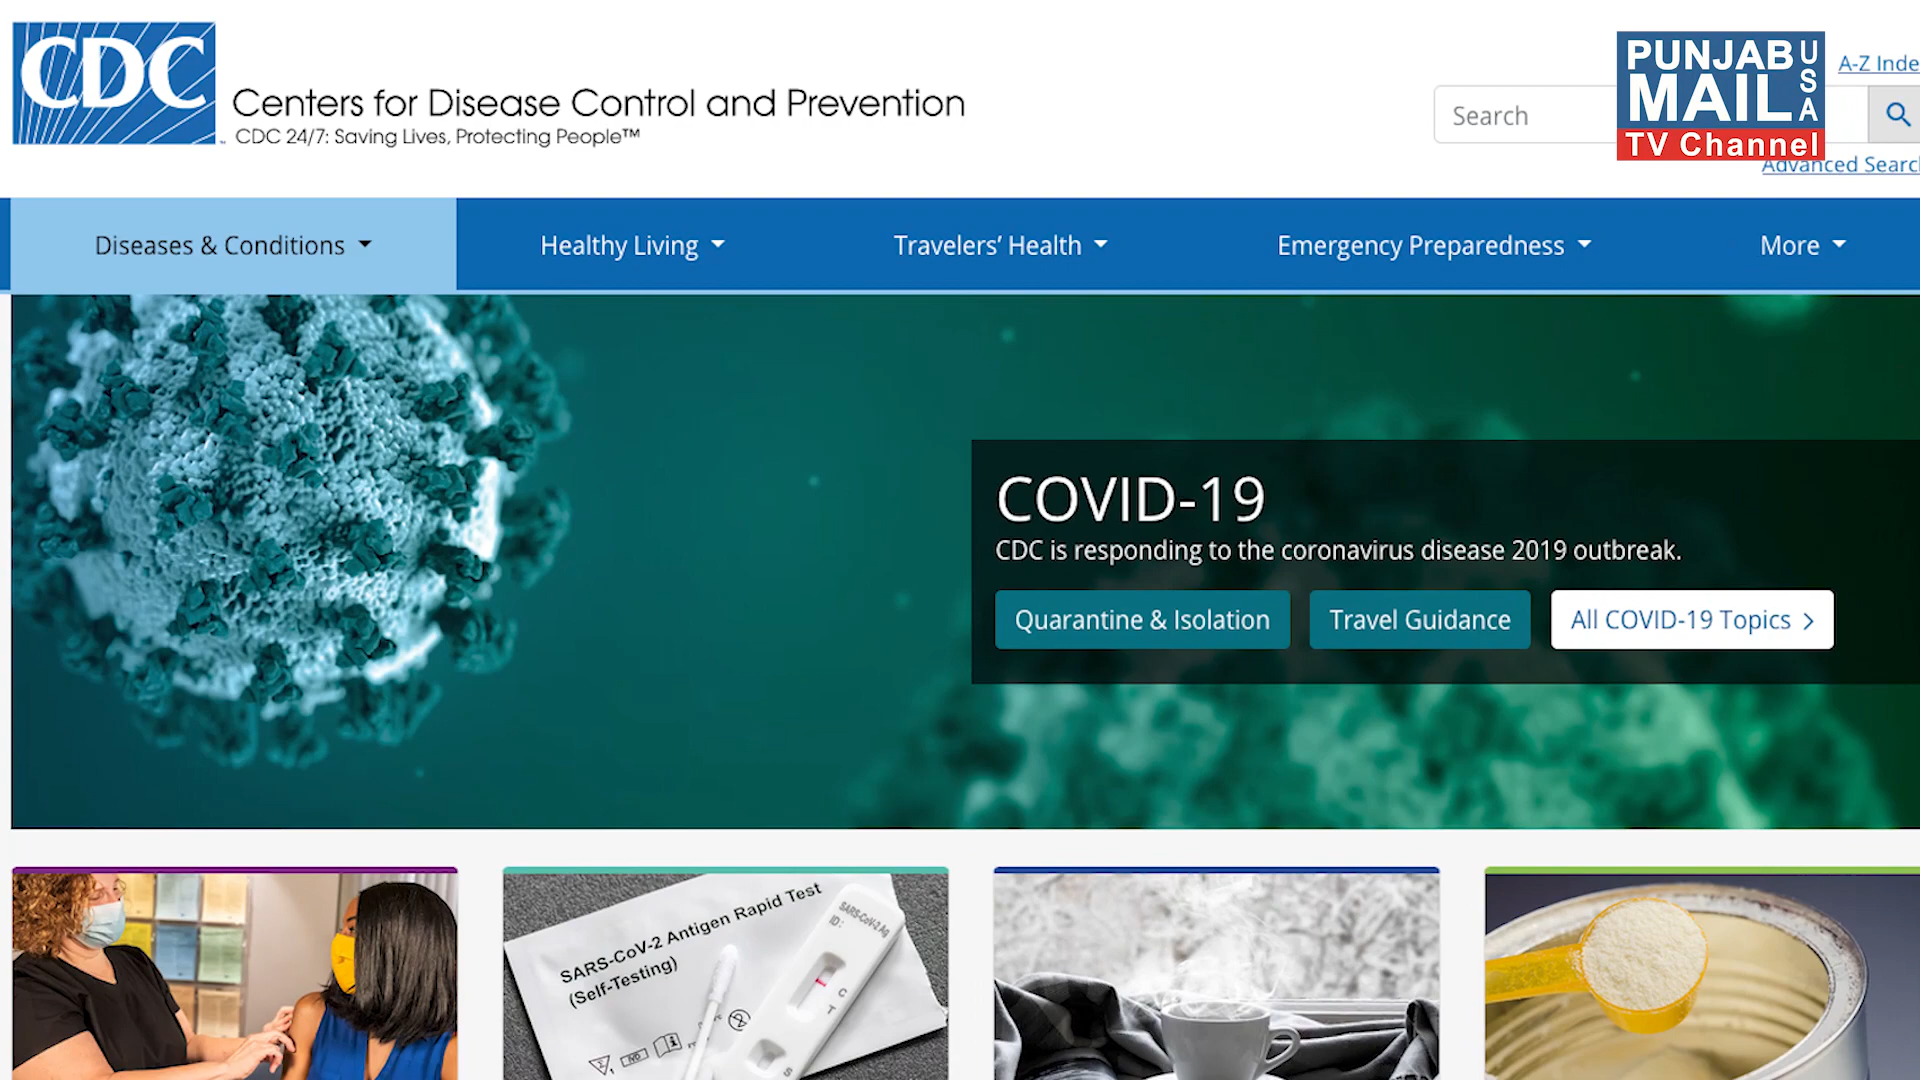 CDC
Centers for Disease Control and Prevention
CDC 24/7: Saving Lives, Protecting People™
PUNJAB USA
MAIL
TV Channel
A-Z Inde
Search
Advanced Search
Diseases & Conditions
Healthy Living
Travelers’ Health
Emergency Preparedness
More
COVID-19
CDC is responding to the coronavirus disease 2019 outbreak.
Quarantine & Isolation
Travel Guidance
All COVID-19 Topics
SARS-CoV-2 Antigen Rapid Test
(Self-Testing)
SARS-CoV-2 Ag
ID:
C
T
S
IVD